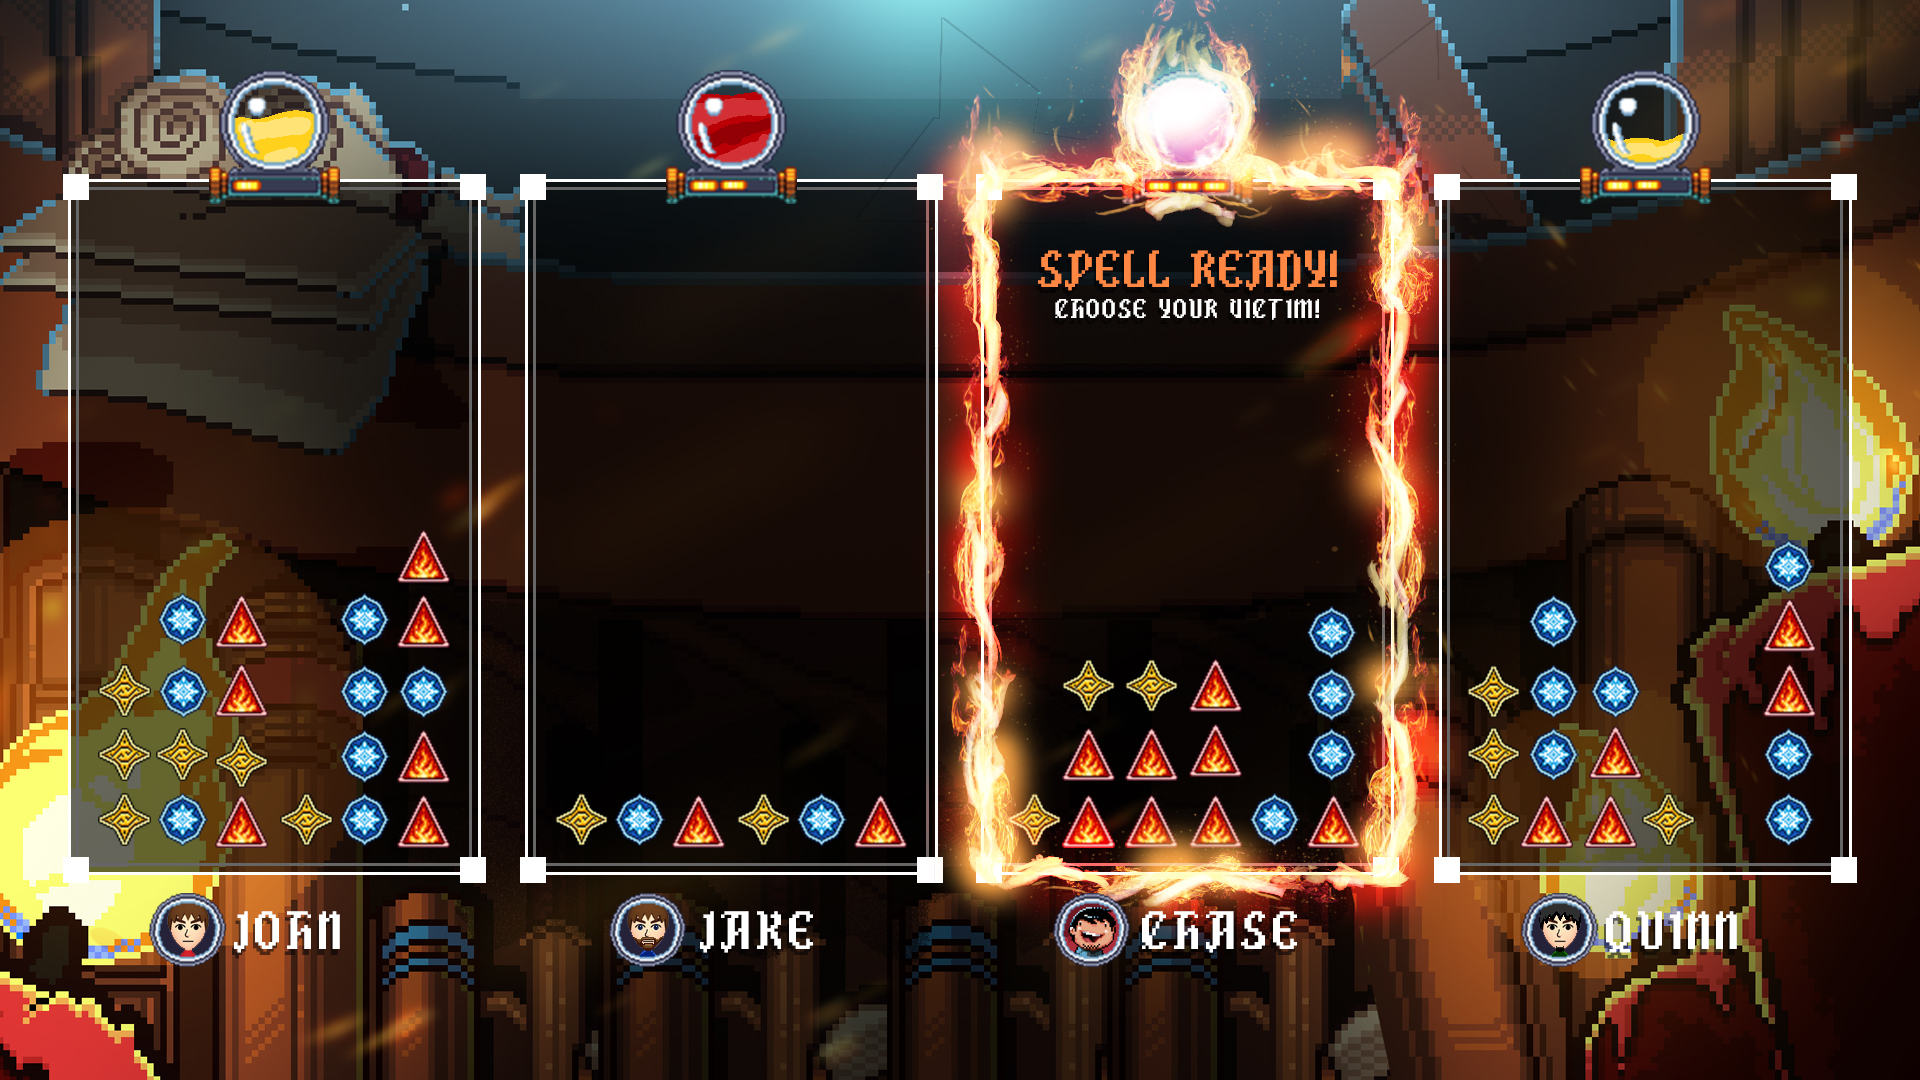 SPELL READY!
CHOOSE YOUR VICTIM!
JOHN
JAKE
CHASE
QUINN